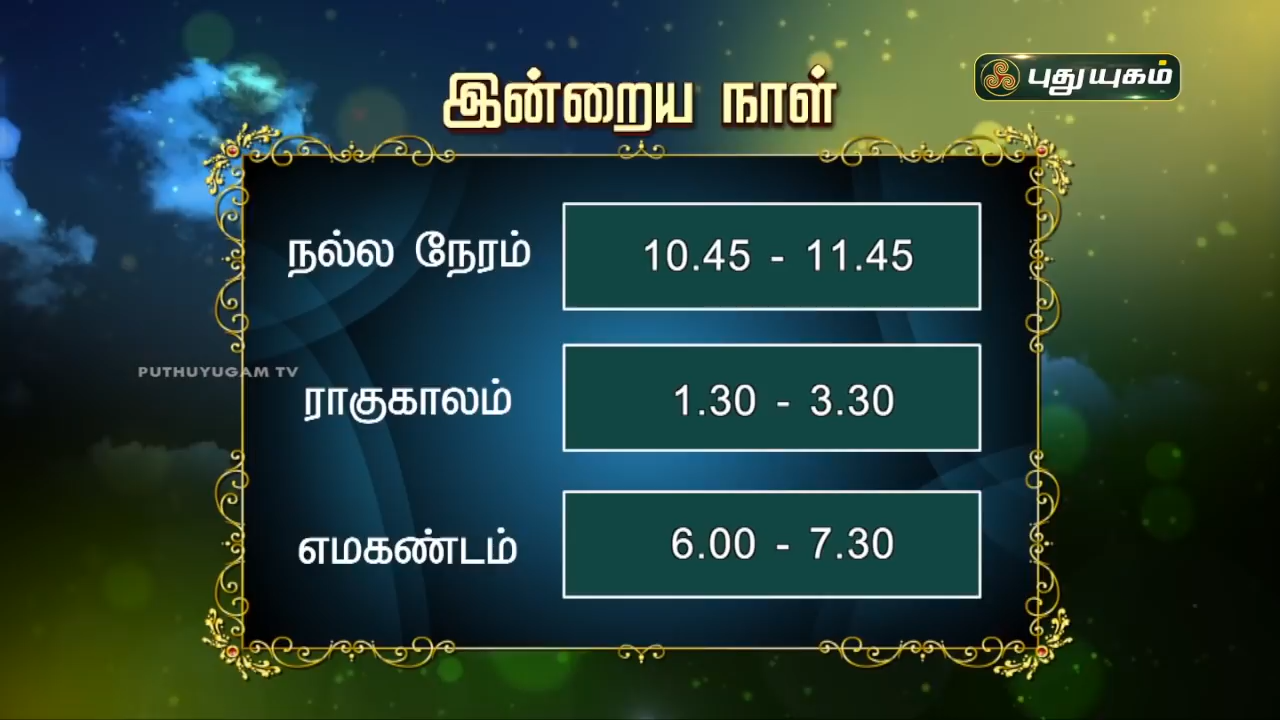 இன்றைய நாள்
புதுயுகம்
நல்ல நேரம் 10.45 - 11.45
PUTHUYUGAM TV
ராகுகாலம் 1.30 - 3.30
எமகண்டம் 6.00 - 7.30